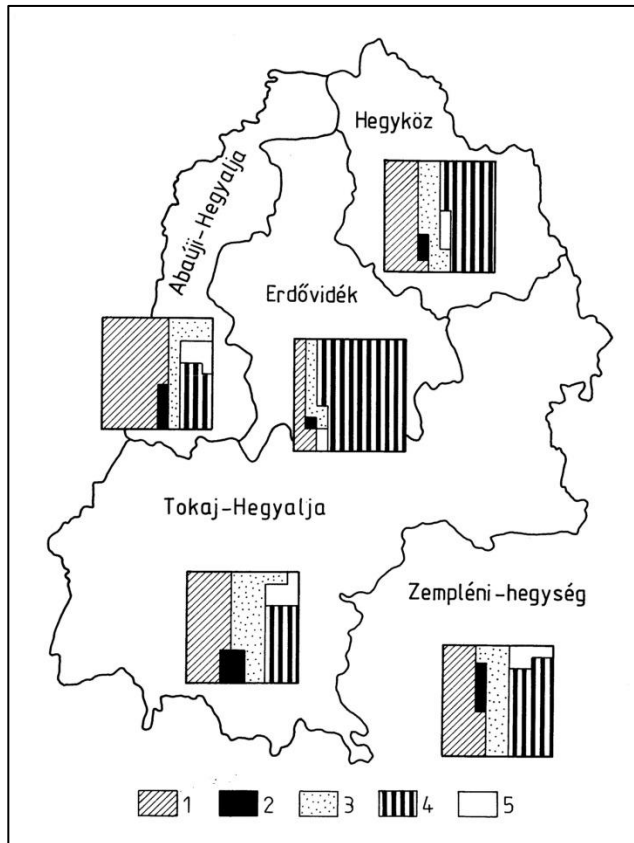 Hegyköz
Abaúji-Hegyalja
Erdővidék
Tokaj-Hegyalja
Zempléni-hegység
1 2 3 4 5